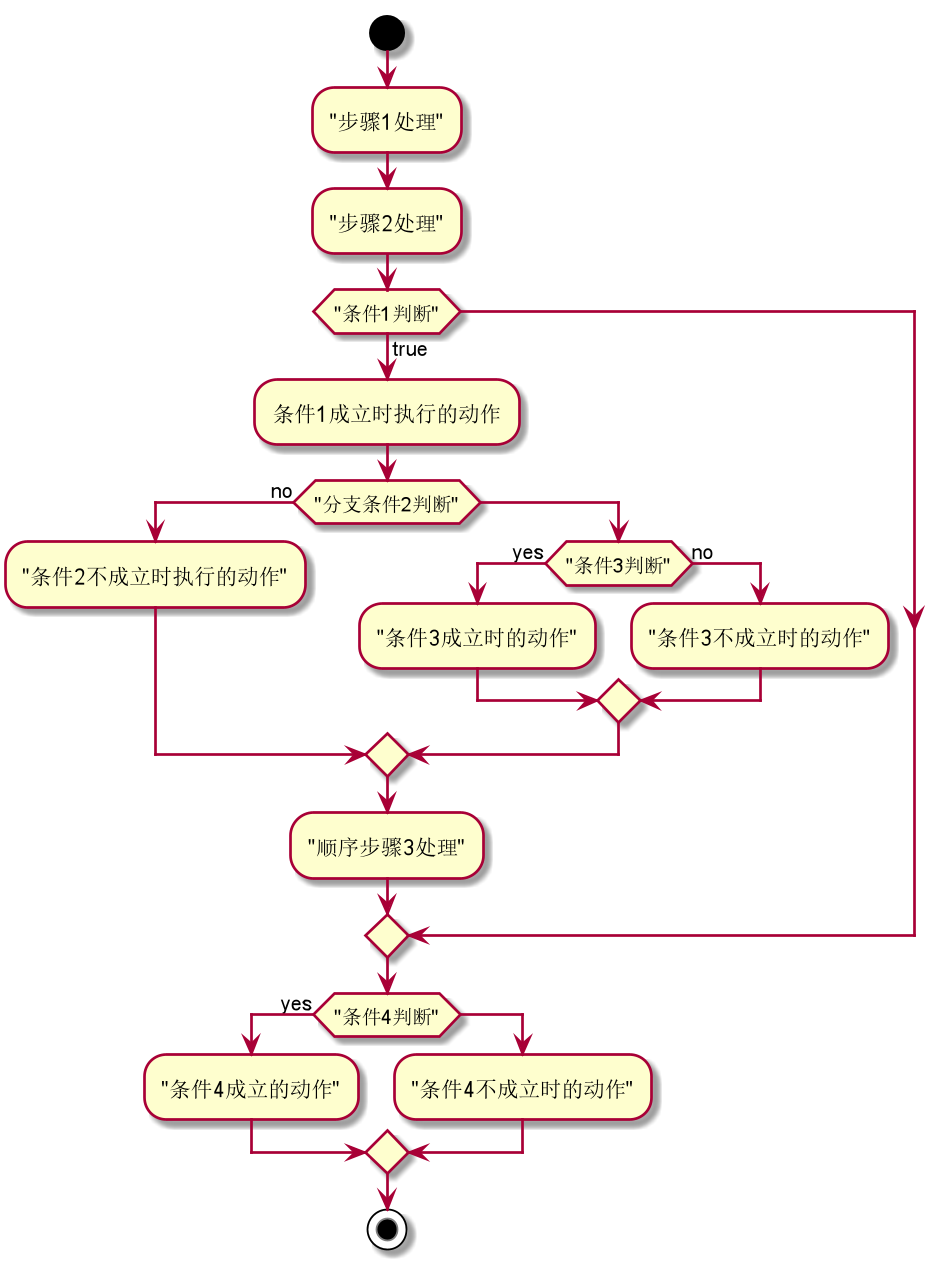 "步骤1处理"
"步骤2处理"
"条件1判断"
true
条件1成立时执行的动作
no
"分支条件2判断"
"条件2不成立时执行的动作"
yes
"条件3判断"
no
"条件3成立时的动作"
"条件3不成立时的动作"
"顺序步骤3处理"
yes
"条件4判断"
"条件4成立的动作"
"条件4不成立时的动作"